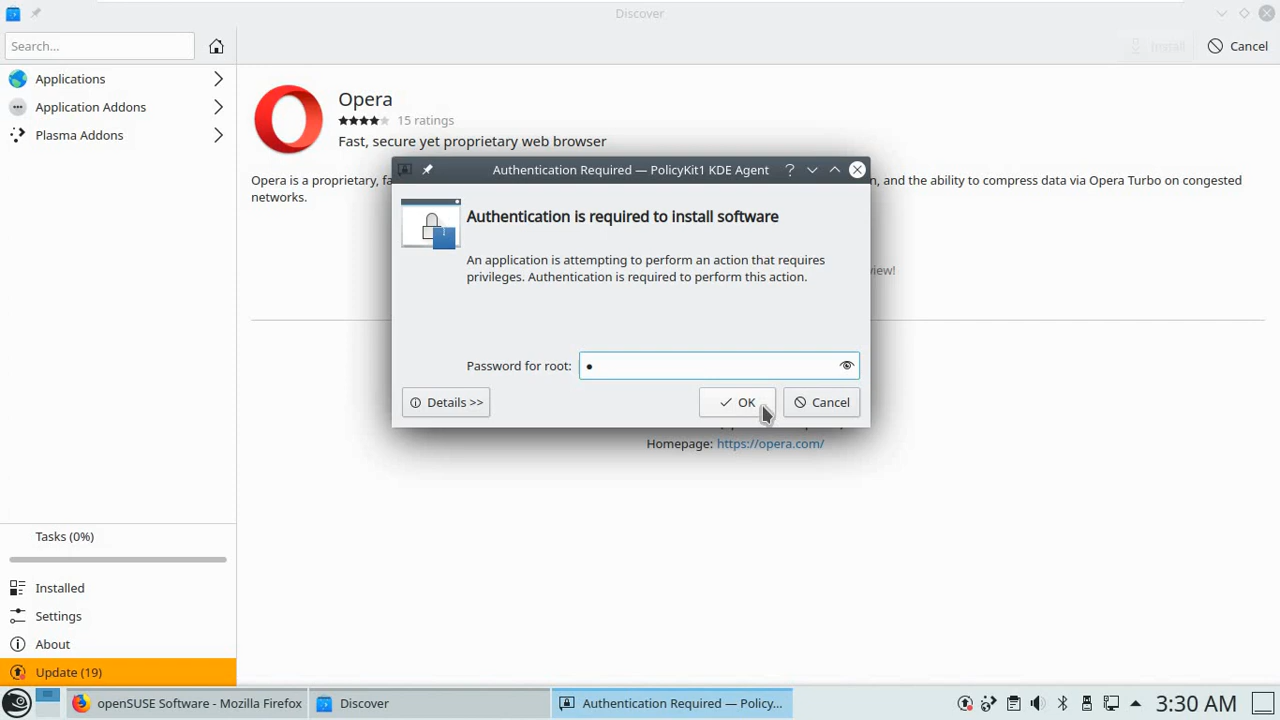 Discover
Search...
Install
Cancel
Applications
Application Addons
Plasma Addons
Opera
15 ratings
Fast, secure yet proprietary web browser
Opera is a proprietary, fa
n, and the ability to compress data via Opera Turbo on congested
networks.
view!
Authentication Required — PolicyKit1 KDE Agent
Authentication is required to install software
An application is attempting to perform an action that requires
privileges. Authentication is required to perform this action.
Password for root: ●
Details >>
OK
Cancel
Homepage: https://opera.com/
Tasks (0%)
Installed
Settings
About
Update (19)
openSUSE Software - Mozilla Firefox
Discover
Authentication Required — Policy...
3:30 AM